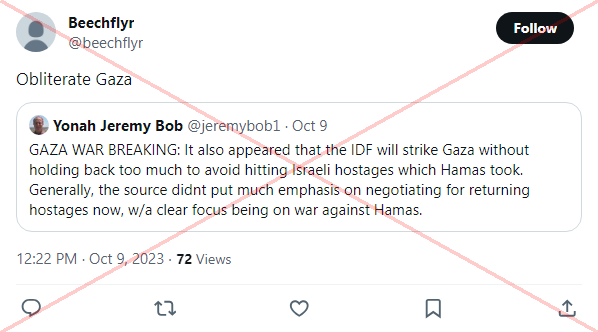 Beechflyr
@beechflyr
Follow
Obliterate Gaza
Yonah Jeremy Bob @jeremybob1 · Oct 9
GAZA WAR BREAKING: It also appeared that the IDF will strike Gaza without
holding back too much to avoid hitting Israeli hostages which Hamas took.
Generally, the source didnt put much emphasis on negotiating for returning
hostages now, w/a clear focus being on war against Hamas.
12:22 PM · Oct 9, 2023 · 72 Views